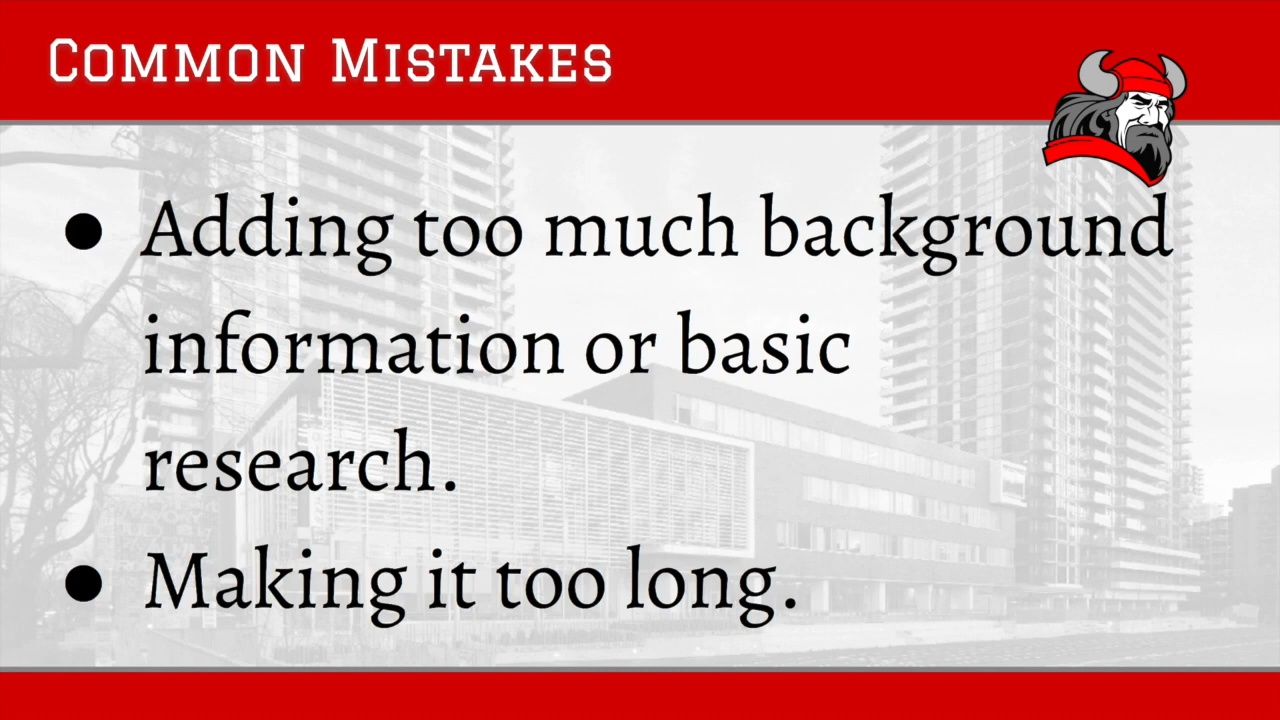 Common Mistakes
● Adding too much background
information or basic
research.
● Making it too long.